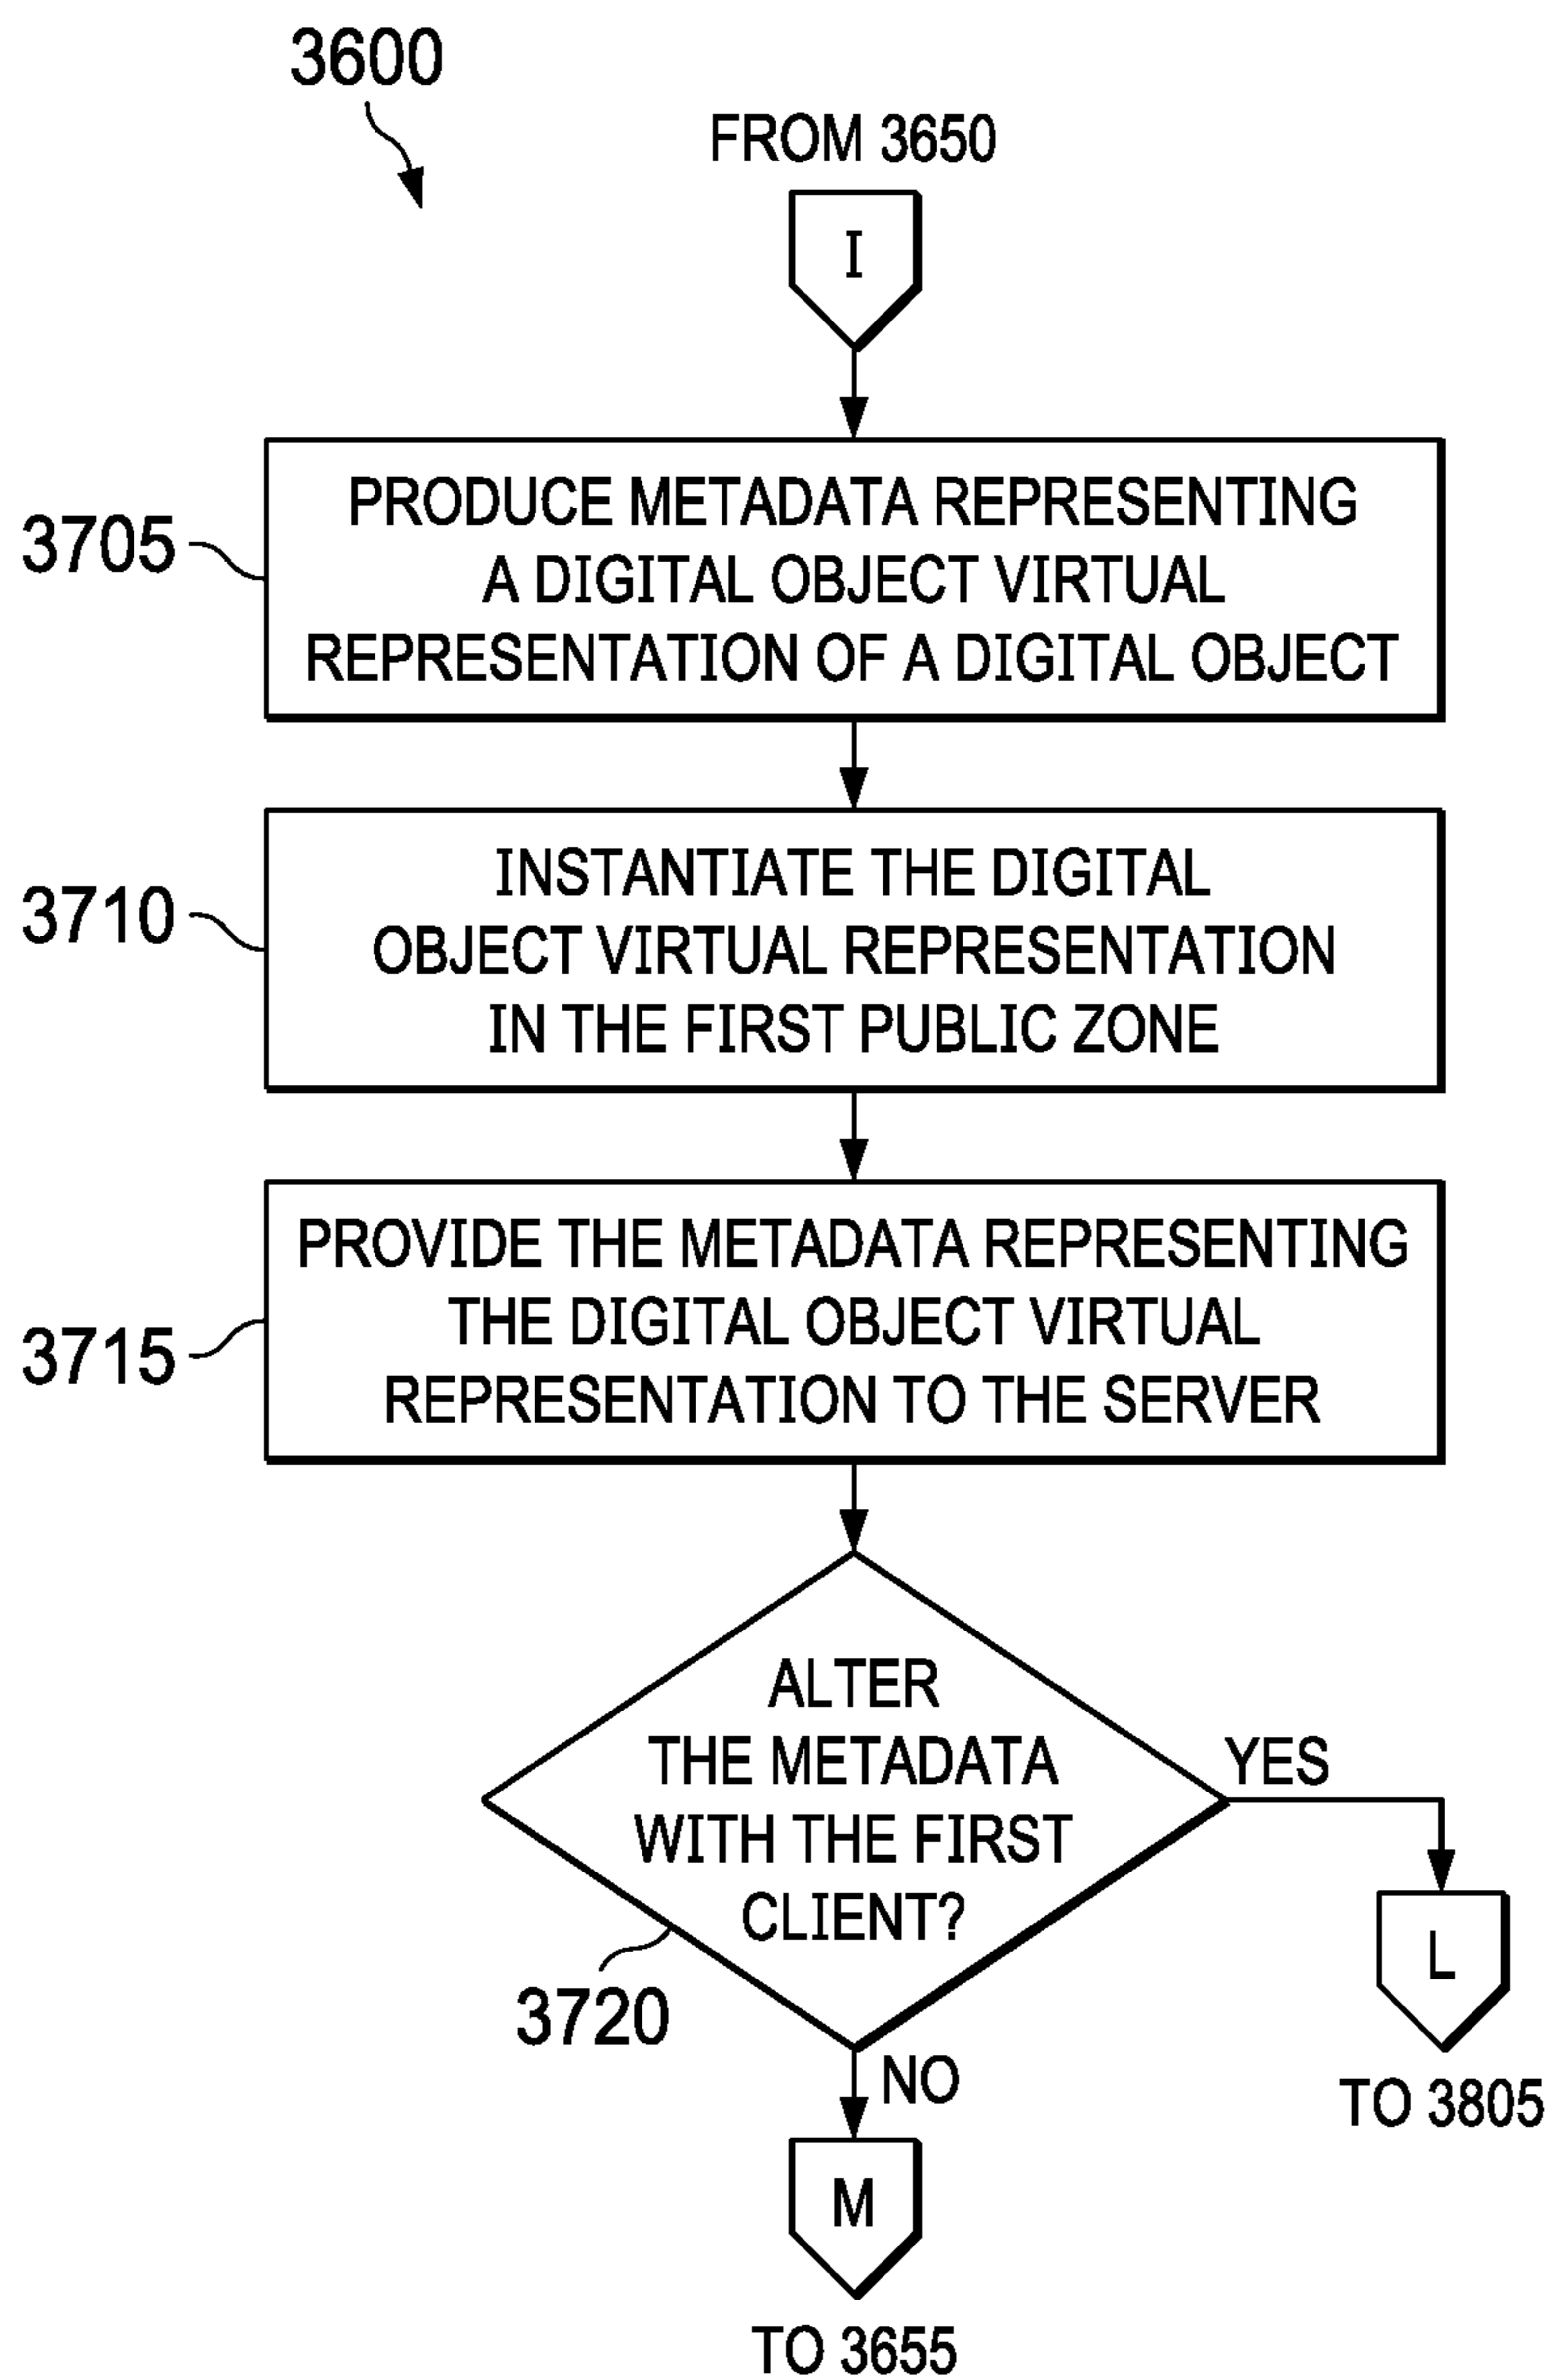 3600
FROM 3650
I
3705
PRODUCE METADATA REPRESENTING
A DIGITAL OBJECT VIRTUAL
REPRESENTATION OF A DIGITAL OBJECT
3710
INSTANTIATE THE DIGITAL
OBJECT VIRTUAL REPRESENTATION
IN THE FIRST PUBLIC ZONE
3715
PROVIDE THE METADATA REPRESENTING
THE DIGITAL OBJECT VIRTUAL
REPRESENTATION TO THE SERVER
ALTER
THE METADATA
WITH THE FIRST
CLIENT?
3720
YES
L
TO 3805
NO
M
TO 3655